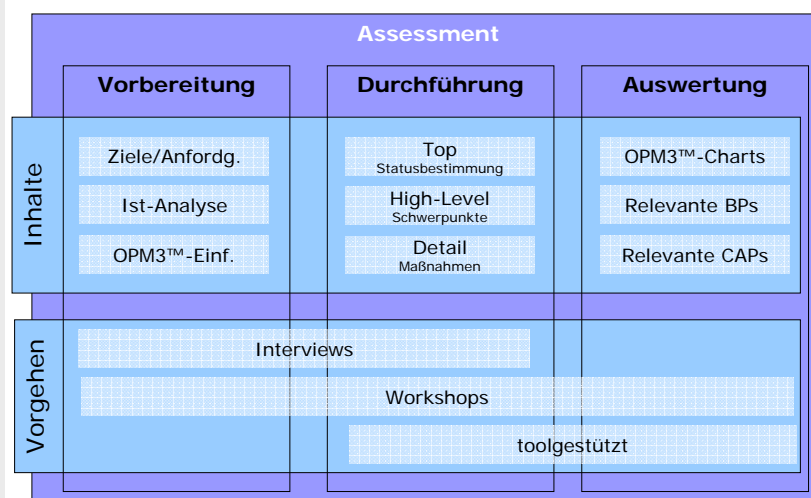 Assessment
Vorbereitung
Durchführung
Auswertung
Inhalte
Ziele/Anfordg.
Ist-Analyse
OPM3™-Einf.
Top
Statusbestimmung
High-Level
Schwerpunkte
Detail
Maßnahmen
OPM3™-Charts
Relevante BPs
Relevante CAPs
Vorgehen
Interviews
Workshops
toolgestützt